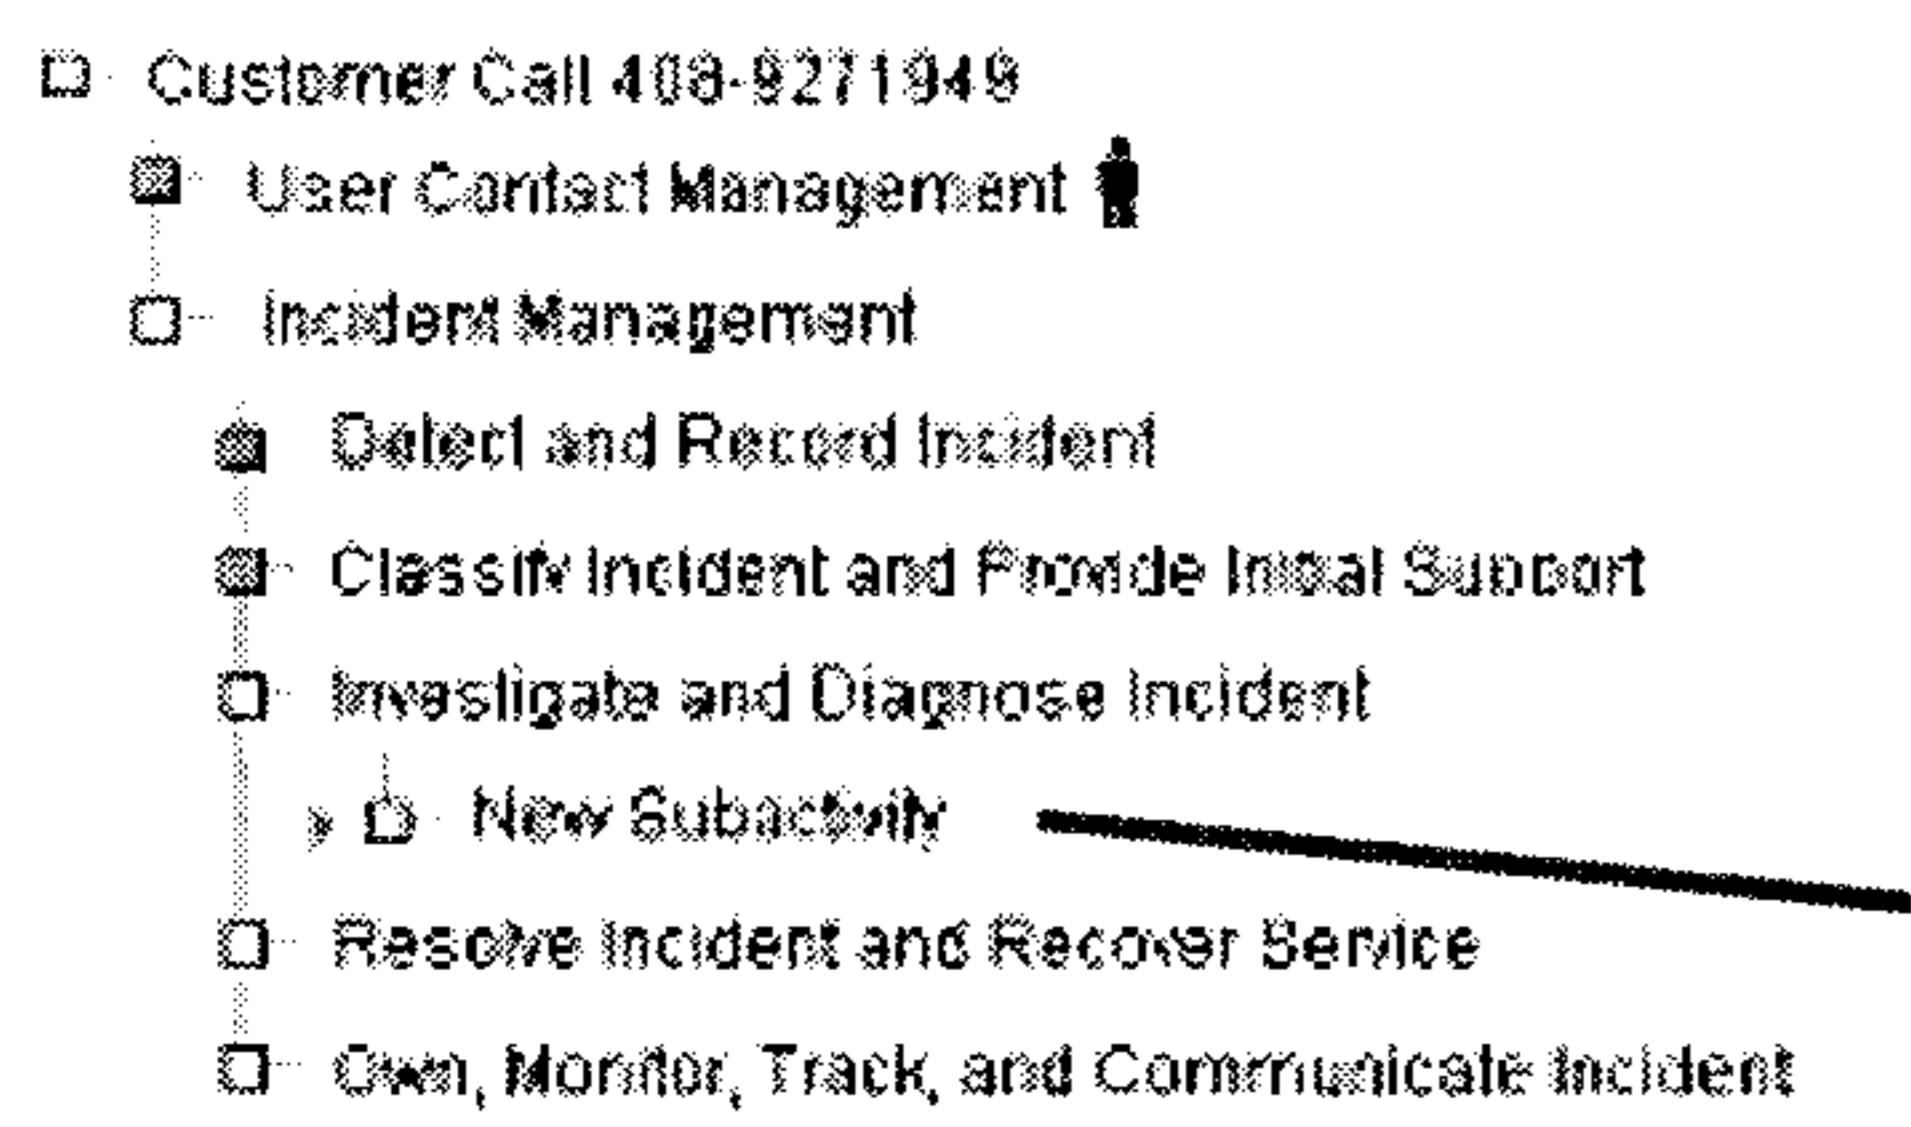 Customer Call 408-9271949
User Contact Management
Incident Management
Detect and Record Incident
Classify Incident and Provide Initial Support
Investigate and Diagnose Incident
New Subactivity
Resolve Incident and Recover Service
Own, Monitor, Track, and Communicate Incident